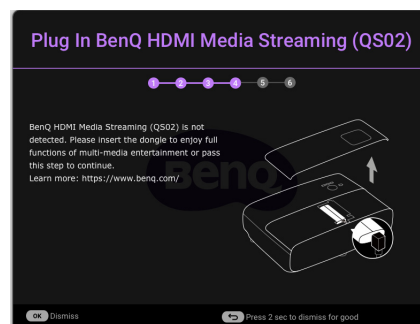 Plug In BenQ HDMI Media Streaming (QS02)
1 2 3 4 5 6
BenQ HDMI Media Streaming (QS02) is not
detected. Please insert the dongle to enjoy full
functions of multi-media entertainment or pass
this step to continue.
Learn more: https://www.benq.com/
BenQ
OK Dismiss
Press 2 sec to dismiss for good